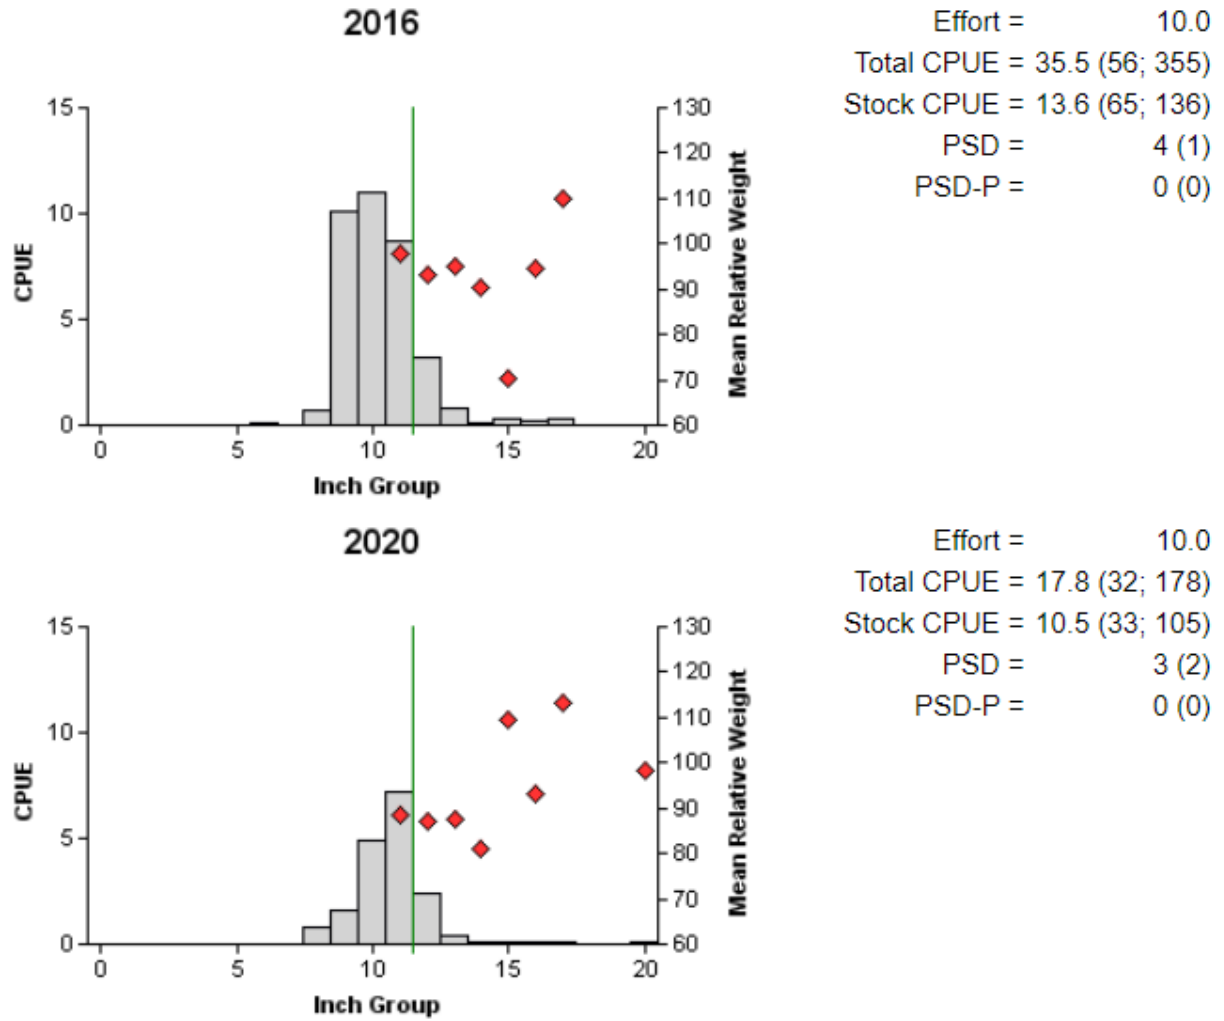 2016
Effort = 10.0
Total CPUE = 35.5 (56; 355)
Stock CPUE = 13.6 (65; 136)
PSD = 4 (1)
PSD-P = 0 (0)
15 130
120
110
10
100
90
5
80
70
0 60
CPUE
Mean Relative Weight
0 5 10 15 20
Inch Group
2020
Effort = 10.0
Total CPUE = 17.8 (32; 178)
Stock CPUE = 10.5 (33; 105)
PSD = 3 (2)
PSD-P = 0 (0)
15 130
120
110
10
100
90
5
80
70
0 60
CPUE
Mean Relative Weight
0 5 10 15 20
Inch Group